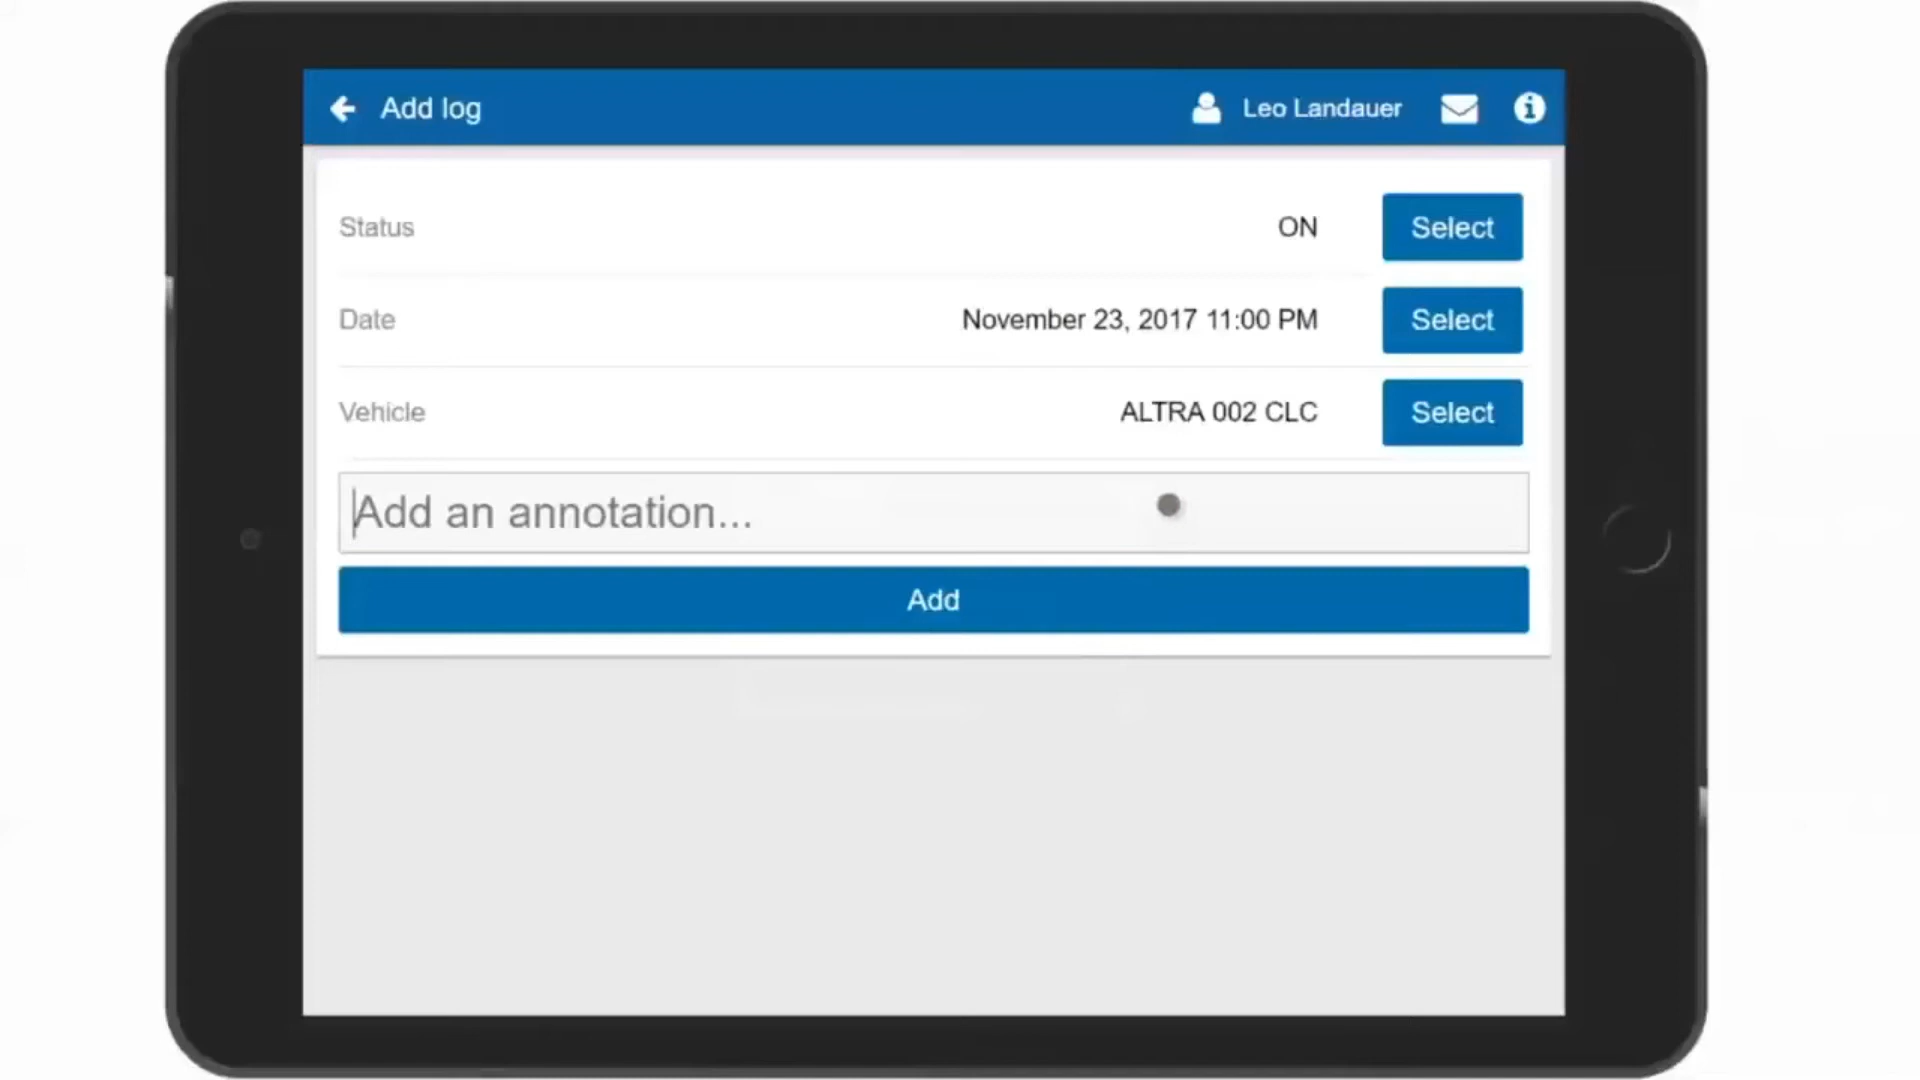 Add log
Leo Landauer
Status ON Select
Date November 23, 2017 11:00 PM Select
Vehicle ALTRA 002 CLC Select
Add an annotation...
Add